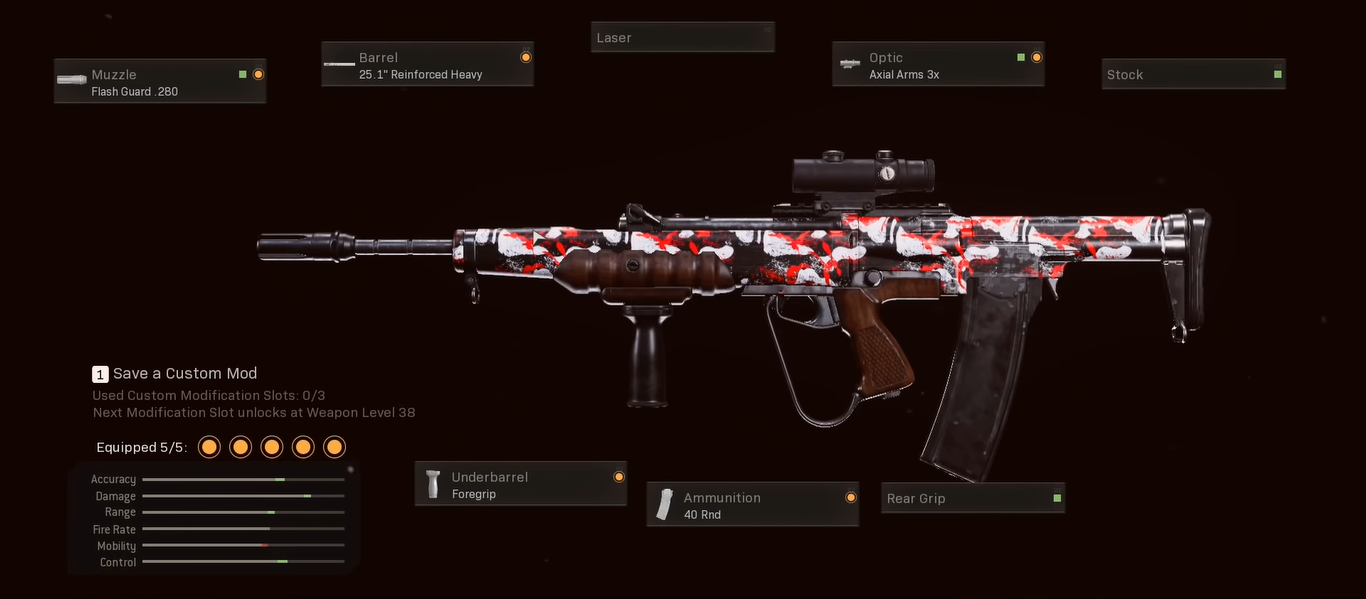 Laser
Barrel
25.1" Reinforced Heavy
Optic
Axial Arms 3x
Muzzle
Flash Guard .280
Stock
1 Save a Custom Mod
Used Custom Modification Slots: 0/3
Next Modification Slot unlocks at Weapon Level 38
Equipped 5/5:
Accuracy
Damage
Range
Fire Rate
Mobility
Control
Underbarrel
Foregrip
Ammunition
40 Rnd
Rear Grip